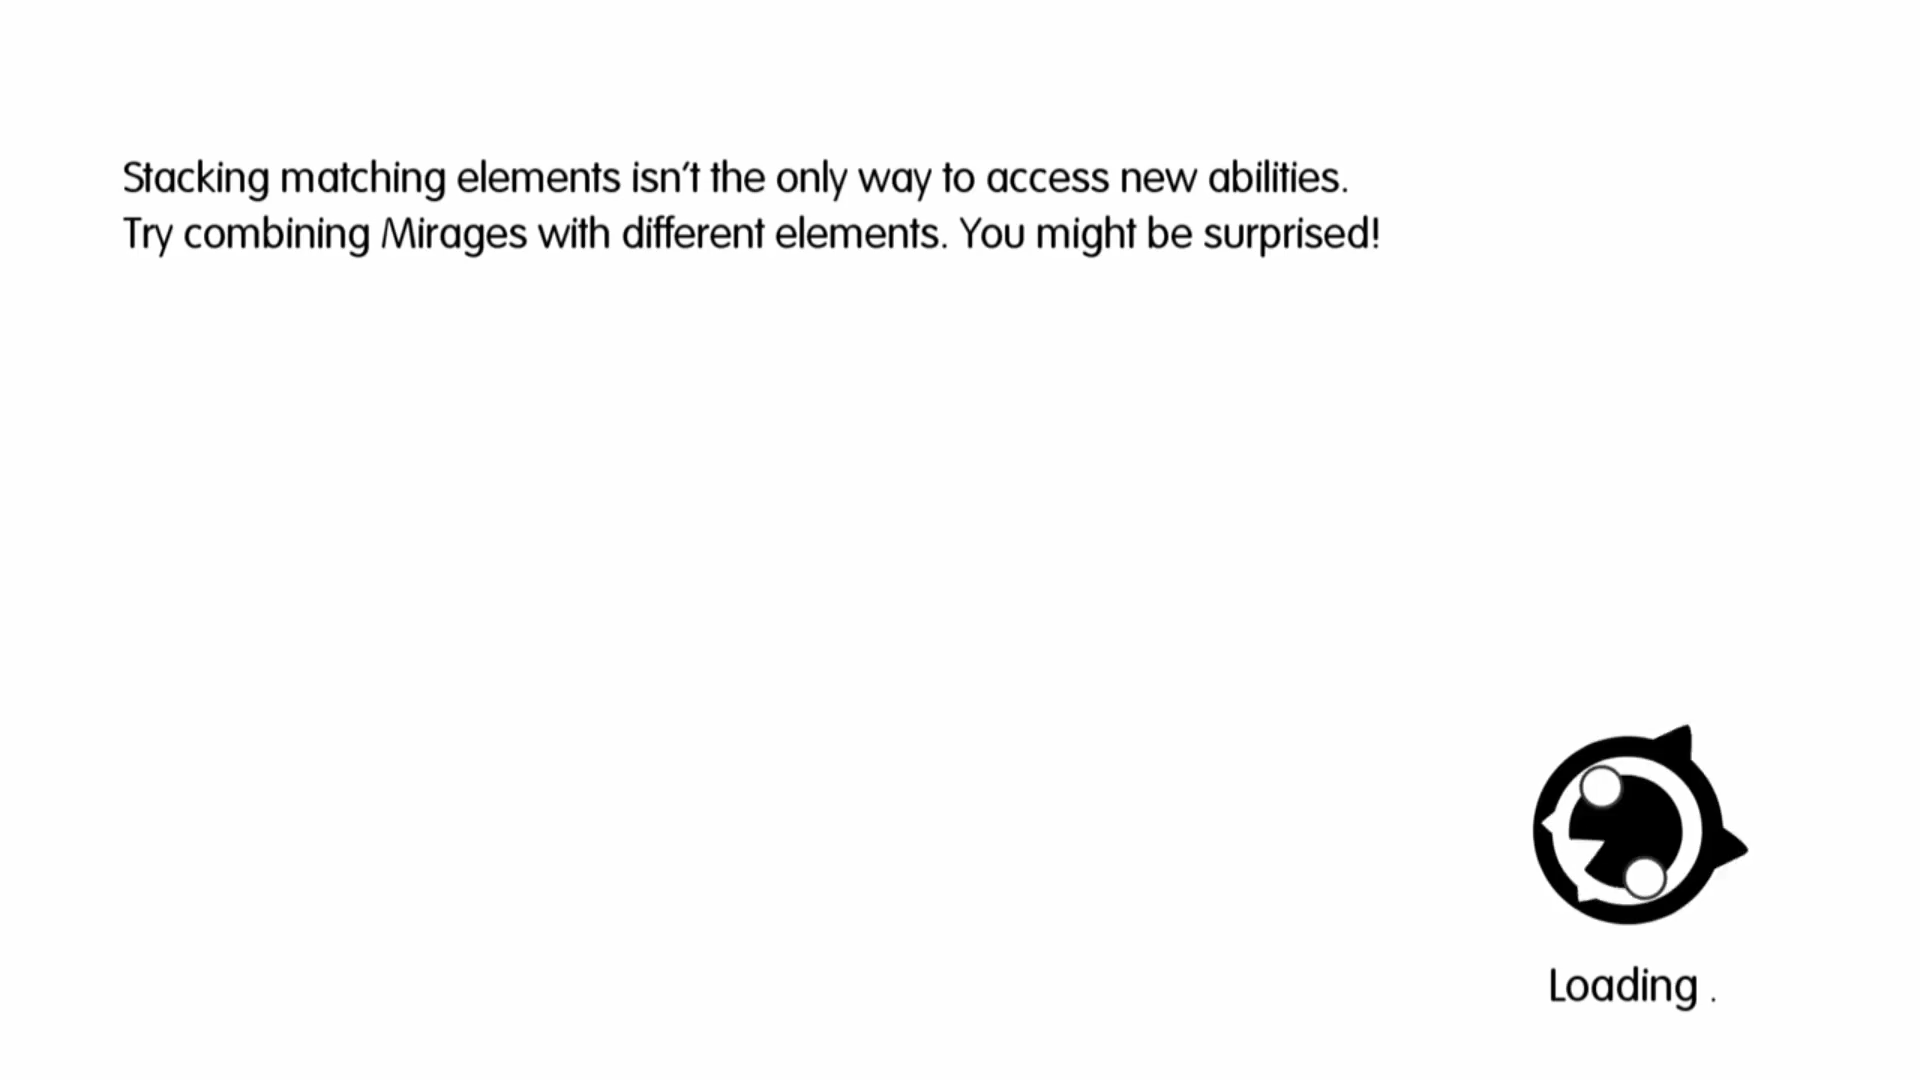 Stacking matching elements isn’t the only way to access new abilities.
Try combining Mirages with different elements. You might be surprised!
Loading .